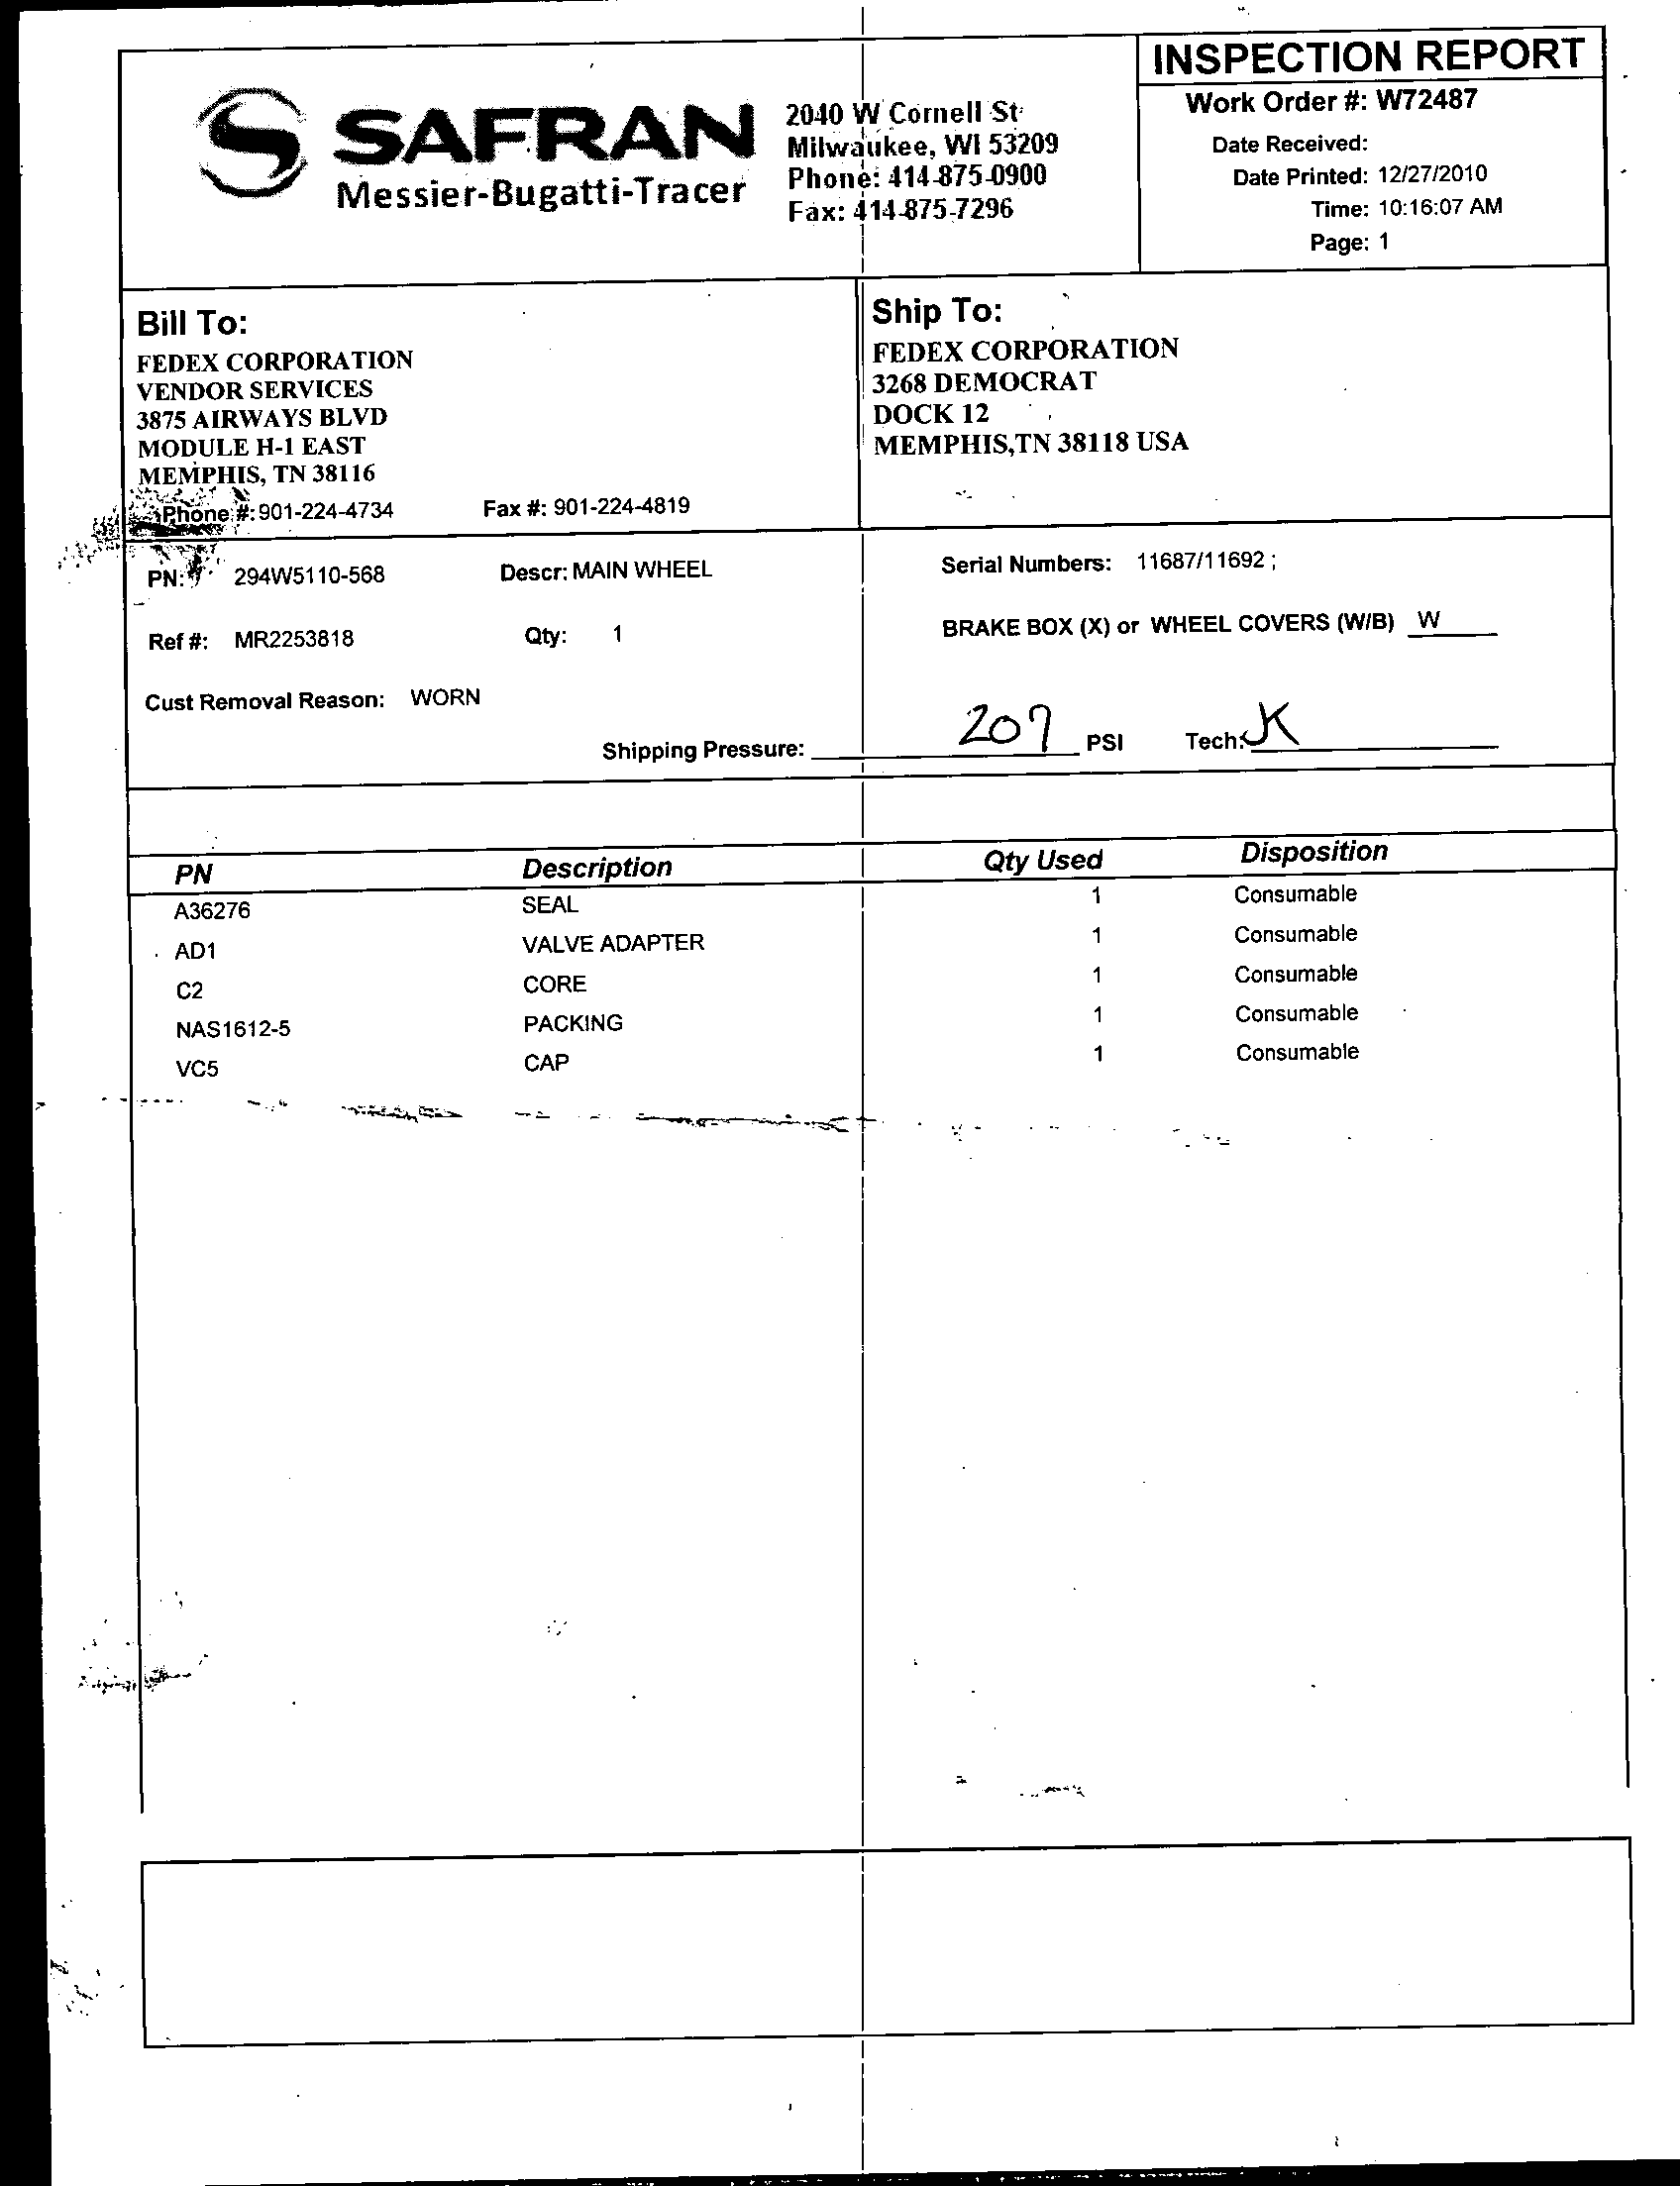 INSPECTION REPORT
SAFRAN
Messier-Bugatti-Tracer
2040 W Cornell St
Milwaukee, WI 53209
Phone: 414-875-0900
Fax: 414-875-7296
Work Order #: W72487
Date Received:
Date Printed: 12/27/2010
Time: 10:16:07 AM
Page: 1
Bill To:
FEDEX CORPORATION
VENDOR SERVICES
3875 AIRWAYS BLVD
MODULE H-1 EAST
MEMPHIS, TN 38116
Phone #: 901-224-4734 Fax #: 901-224-4819
Ship To:
FEDEX CORPORATION
3268 DEMOCRAT
DOCK 12
MEMPHIS,TN 38118 USA
PN: 294W5110-568 Descr: MAIN WHEEL Serial Numbers: 11687/11692 ;
Ref #: MR2253818 Qty: 1 BRAKE BOX (X) or WHEEL COVERS (W/B) W
Cust Removal Reason: WORN
Shipping Pressure: 207 PSI Tech: K
PN Description Qty Used Disposition
A36276 SEAL 1 Consumable
AD1 VALVE ADAPTER 1 Consumable
C2 CORE 1 Consumable
NAS1612-5 PACKING 1 Consumable
VC5 CAP 1 Consumable